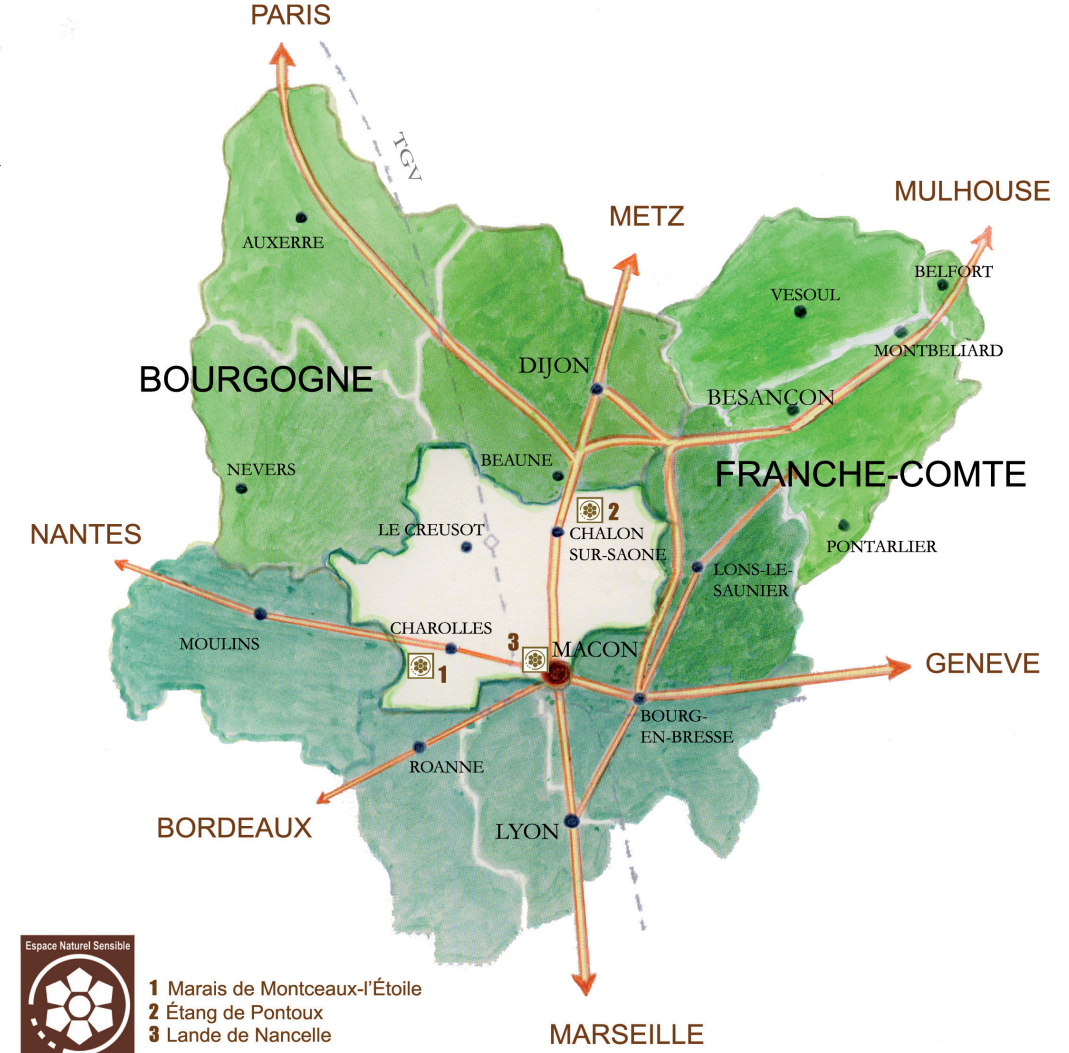 PARIS
TGV
MULHOUSE
METZ
AUXERRE
BELFORT
VESOUL
MONTBELIARD
DIJON
BOURGOGNE
BESANCON
BEAUNE
NEVERS
FRANCHE-COMTE
2
LE CREUSOT
CHALON
SUR-SAONE
NANTES
PONTARLIER
LONS-LE-
SAUNIER
CHAROLLES
MOULINS
3
MACON
1
GENEVE
BOURG-
EN-BRESSE
ROANNE
BORDEAUX
LYON
Espace Naturel Sensible
1 Marais de Montceaux-l'Étoile
2 Étang de Pontoux
3 Lande de Nancelle
MARSEILLE